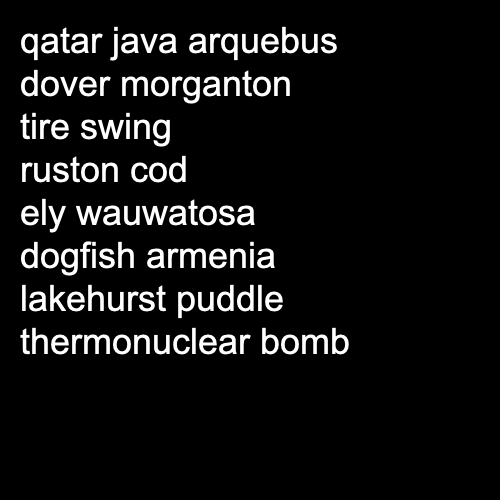 qatar java arquebus
dover morganton
tire swing
ruston cod
ely wauwatosa
dogfish armenia
lakehurst puddle
thermonuclear bomb